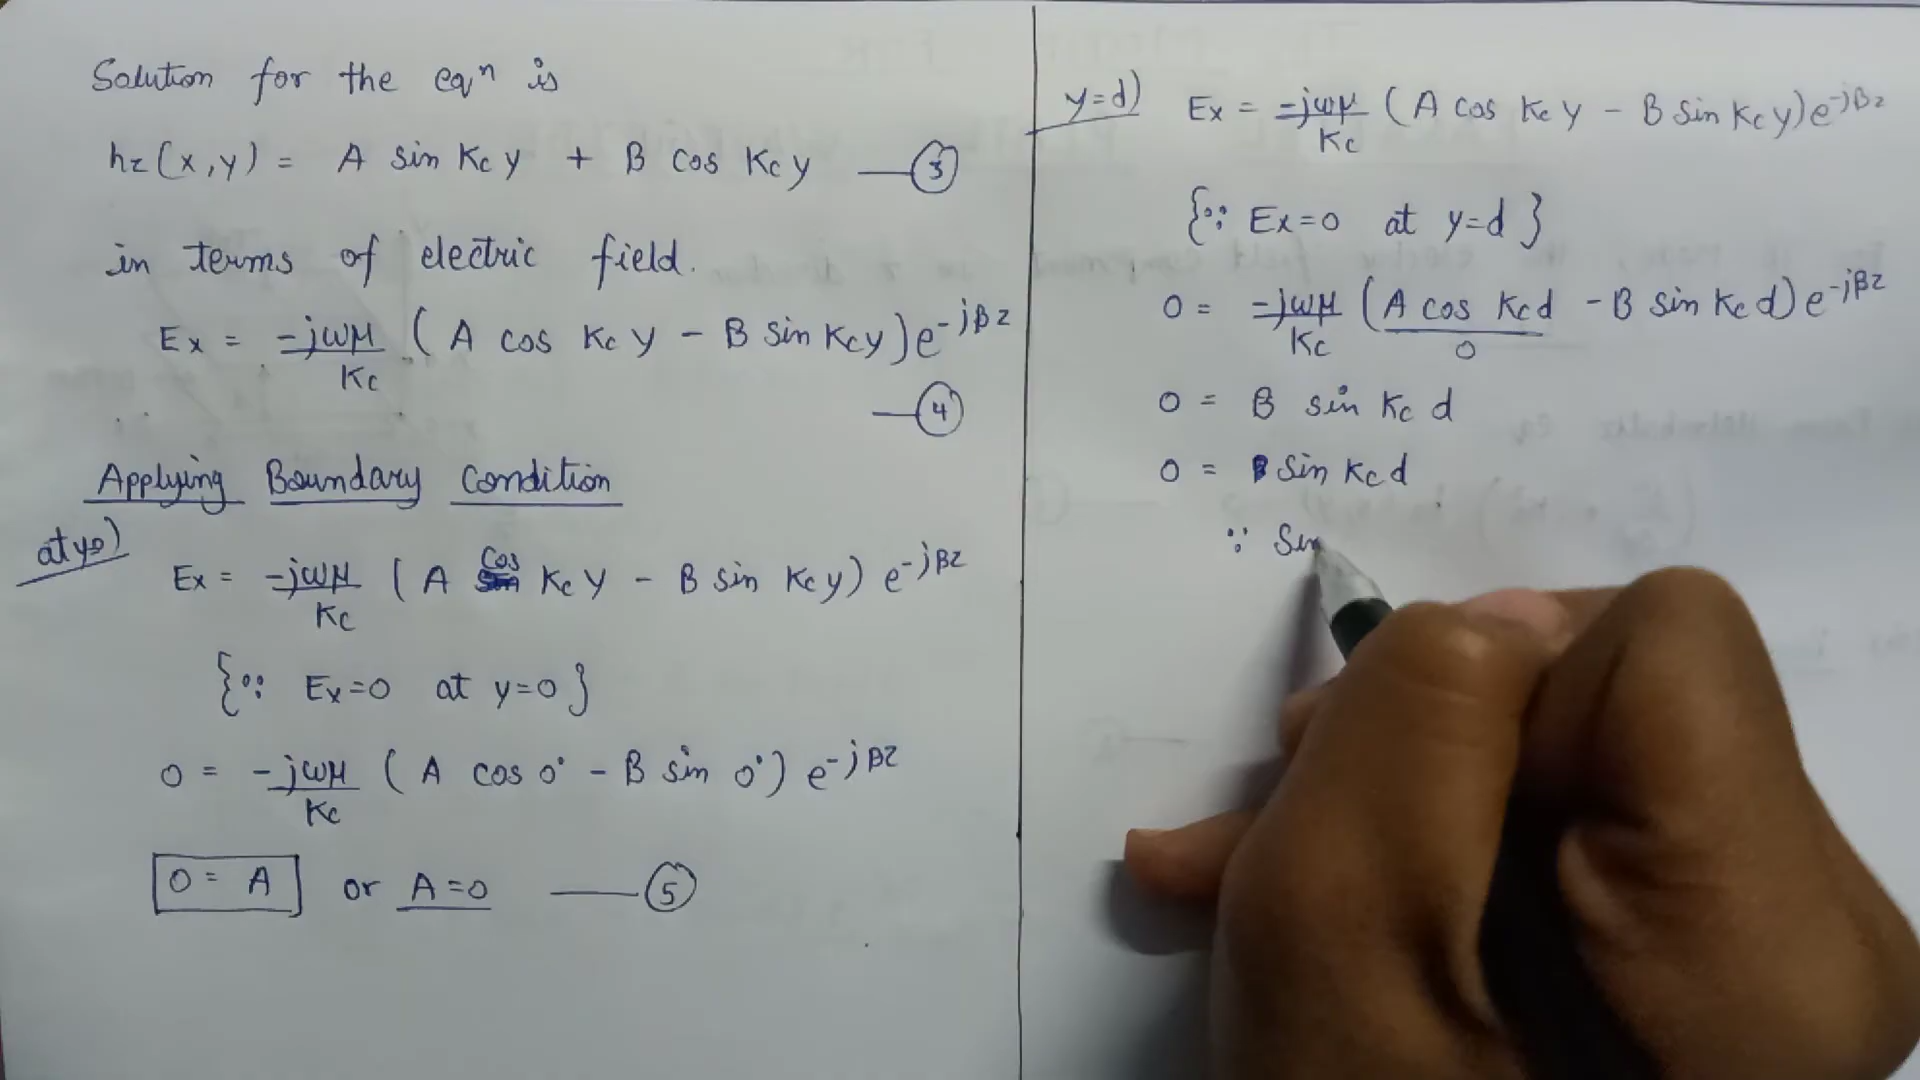 Solution for the eqⁿ is
hz(x,y) = A sin Kc y + B cos Kc y —③
in terms of electric field.
Ex = -jωμ/Kc (A cos Kc y - B sin Kc y) e^-jβz
—④
Applying Boundary Condition
at y=0)
Ex = -jωμ/Kc (A cos Kc y - B sin Kc y) e^-jβz
{∵ Ex=0 at y=0}
0 = -jωμ/Kc (A cos 0° - B sin 0°) e^-jβz
0 = A or A=0 —⑤
y=d) Ex = -jωμ/Kc (A cos Kc y - B sin Kc y) e^-jβz
{∵ Ex=0 at y=d}
0 = -jωμ/Kc (A cos Kc d - B sin Kc d) e^-jβz
0
0 = B sin Kc d
0 = B sin Kc d
∵ Sin